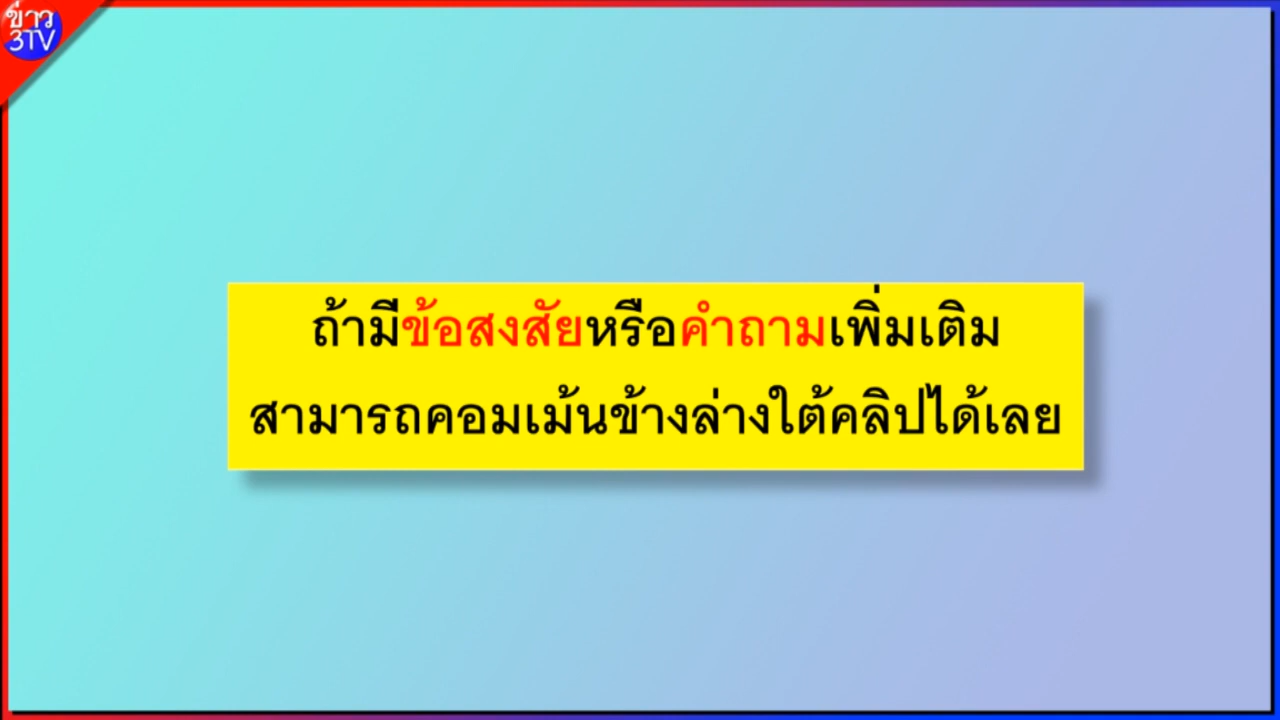 ข่าว
3TV
ถ้ามีข้อสงสัยหรือคำถามเพิ่มเติม
สามารถคอมเม้นข้างล่างใต้คลิปได้เลย